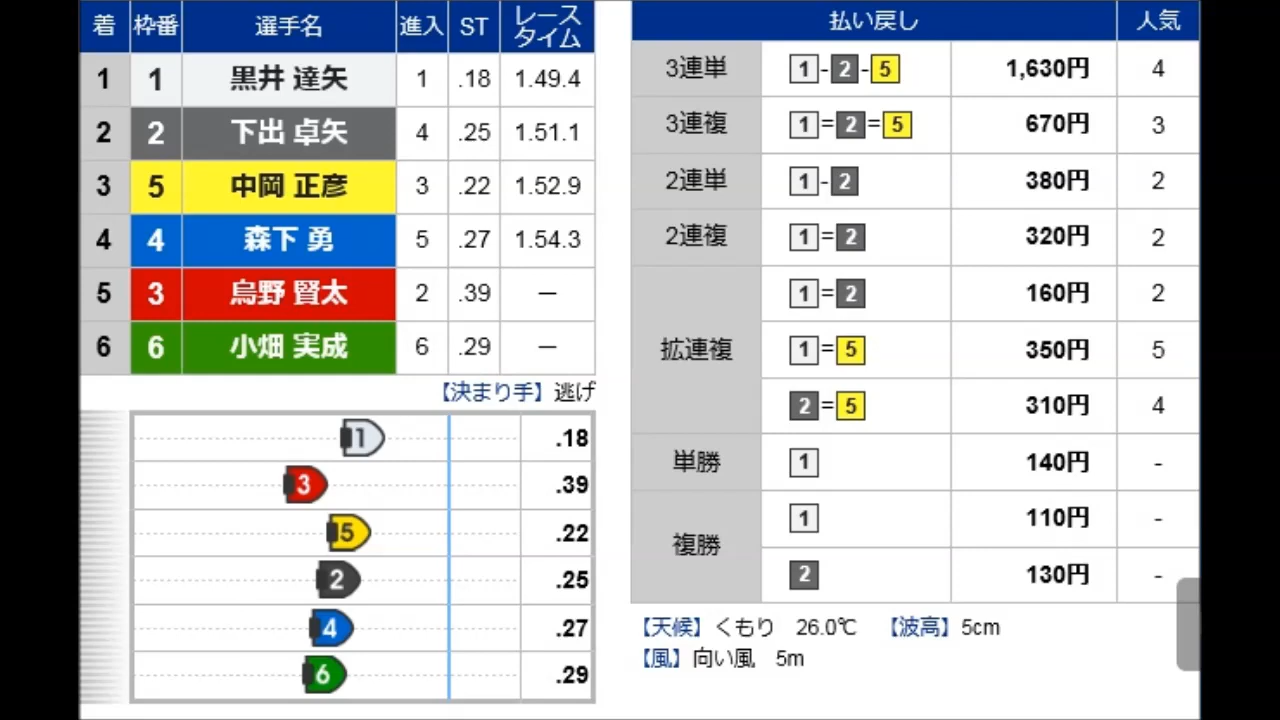 着 枠番 選手名 進入 ST レースタイム
1 1 黒井 達矢 1 .18 1.49.4
2 2 下出 卓矢 4 .25 1.51.1
3 5 中岡 正彦 3 .22 1.52.9
4 4 森下 勇 5 .27 1.54.3
5 3 烏野 賢太 2 .39 —
6 6 小畑 実成 6 .29 —
【決まり手】逃げ
1 .18
3 .39
5 .22
2 .25
4 .27
6 .29
払い戻し 人気
3連単 1-2-5 1,630円 4
3連複 1=2=5 670円 3
2連単 1-2 380円 2
2連複 1=2 320円 2
拡連複 1=2 160円 2
1=5 350円 5
2=5 310円 4
単勝 1 140円 -
複勝 1 110円 -
2 130円 -
【天候】くもり 26.0℃ 【波高】5cm
【風】向い風 5m